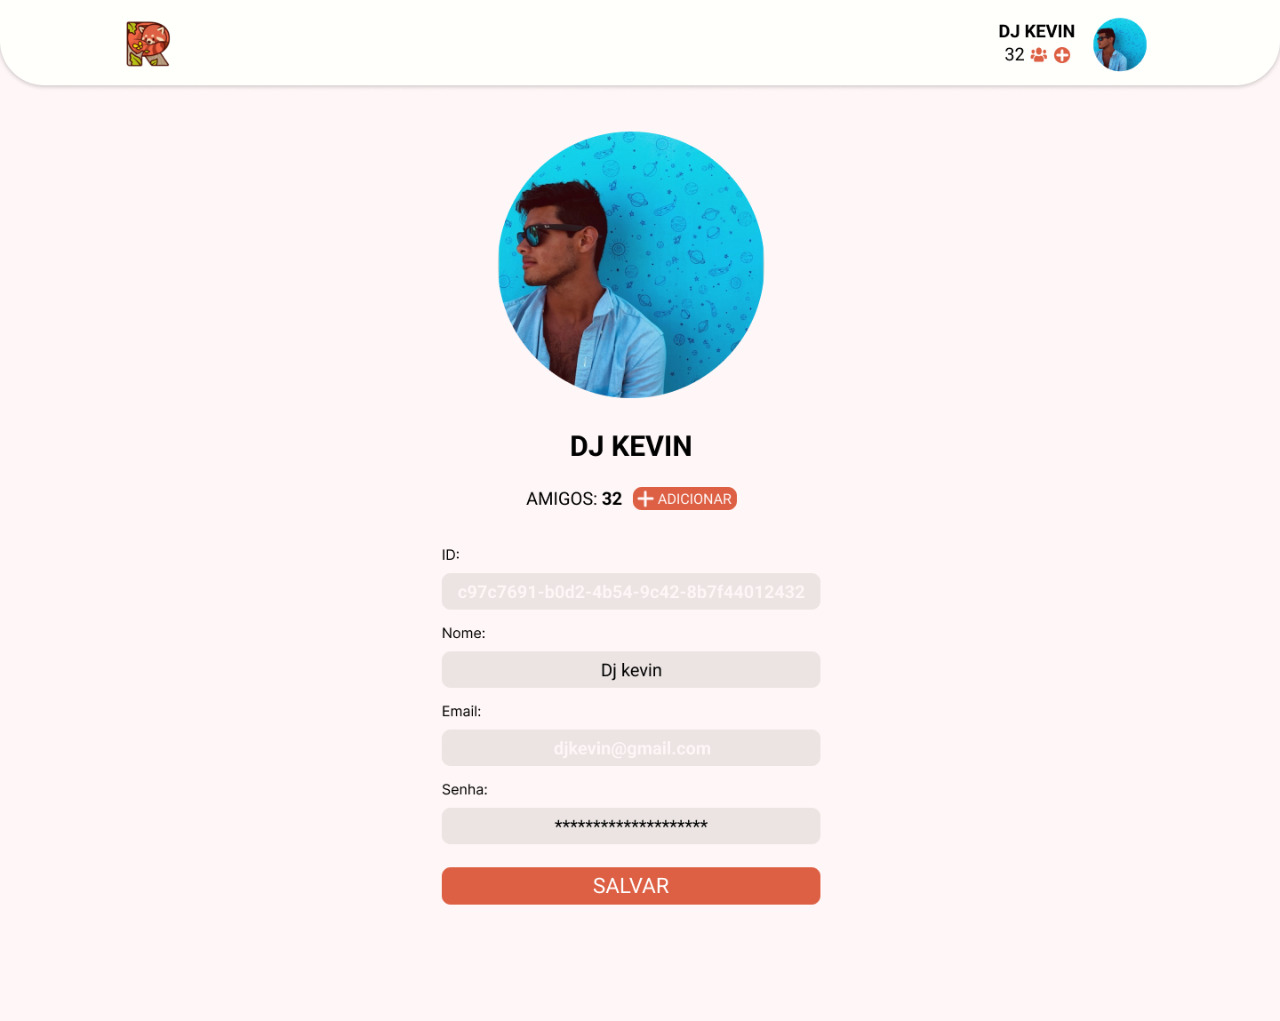 R
DJ KEVIN
32
DJ KEVIN
AMIGOS: 32 ADICIONAR
ID:
c97c7691-b0d2-4b54-9c42-8b7f44012432
Nome:
Dj kevin
Email:
djkevin@gmail.com
Senha:
********************
SALVAR